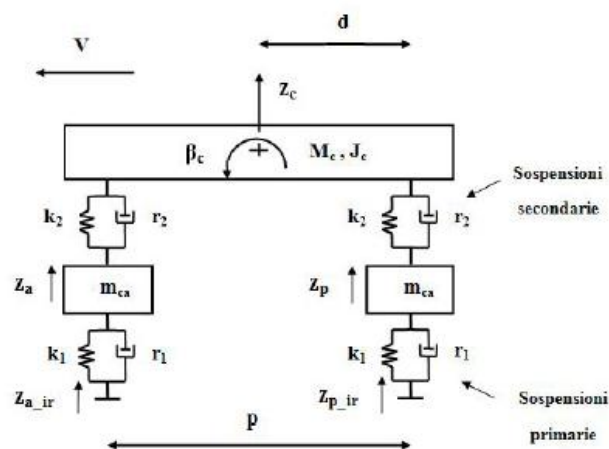 d
V
z_c
β_c
M_c , J_c
Sospensioni
secondarie
k_2
r_2
k_2
r_2
z_a
m_ca
z_p
m_ca
k_1
r_1
k_1
r_1
z_a_ir
z_p_ir
Sospensioni
primarie
p